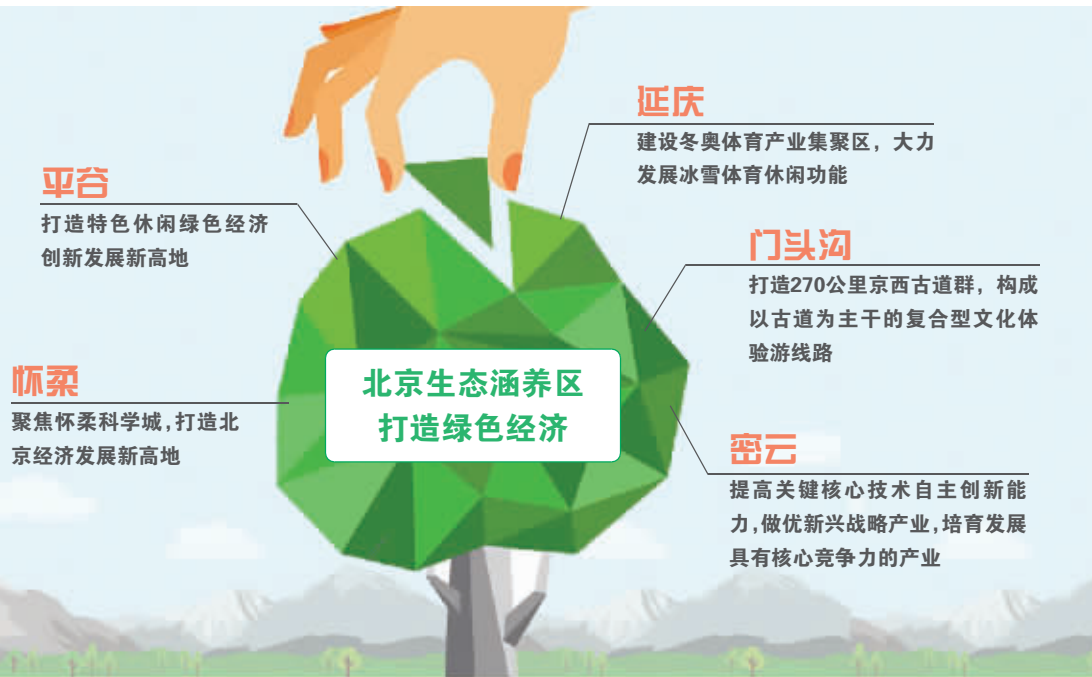 延庆
建设冬奥体育产业集聚区，大力
发展冰雪体育休闲功能
平谷
打造特色休闲绿色经济
创新发展新高地
门头沟
打造270公里京西古道群，构成
以古道为主干的复合型文化体
验游线路
怀柔
聚焦怀柔科学城,打造北
京经济发展新高地
北京生态涵养区
打造绿色经济
密云
提高关键核心技术自主创新能
力,做优新兴战略产业,培育发展
具有核心竞争力的产业